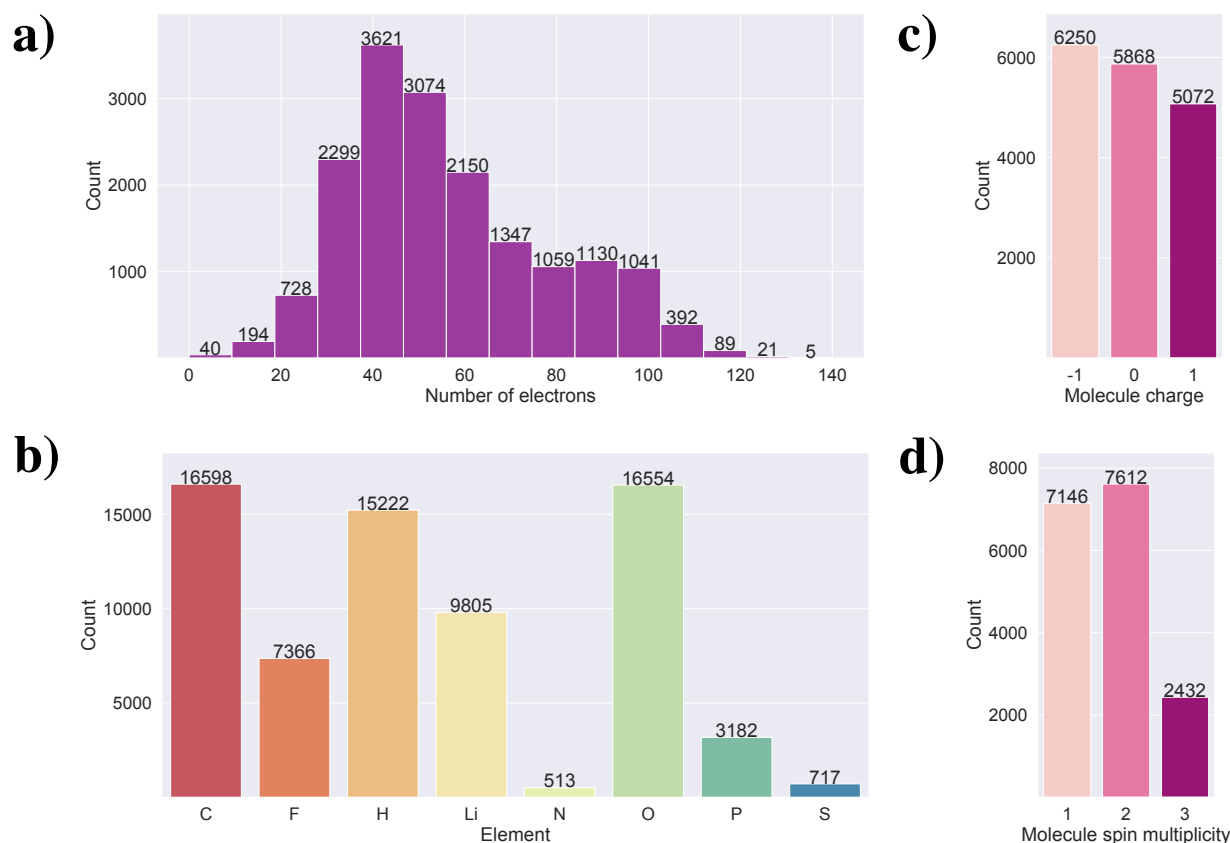 a)
3621
3074
2299
2150
1347
1059
1130
1041
728
392
194
89
40
21
5
3000
2000
1000
Count
0 20 40 60 80 100 120 140
Number of electrons
c)
6250
5868
5072
6000
4000
2000
Count
-1 0 1
Molecule charge
b)
16598
7366
15222
9805
513
16554
3182
717
15000
10000
5000
Count
C F H Li N O P S
Element
d)
7146
7612
2432
8000
6000
4000
2000
Count
1 2 3
Molecule spin multiplicity